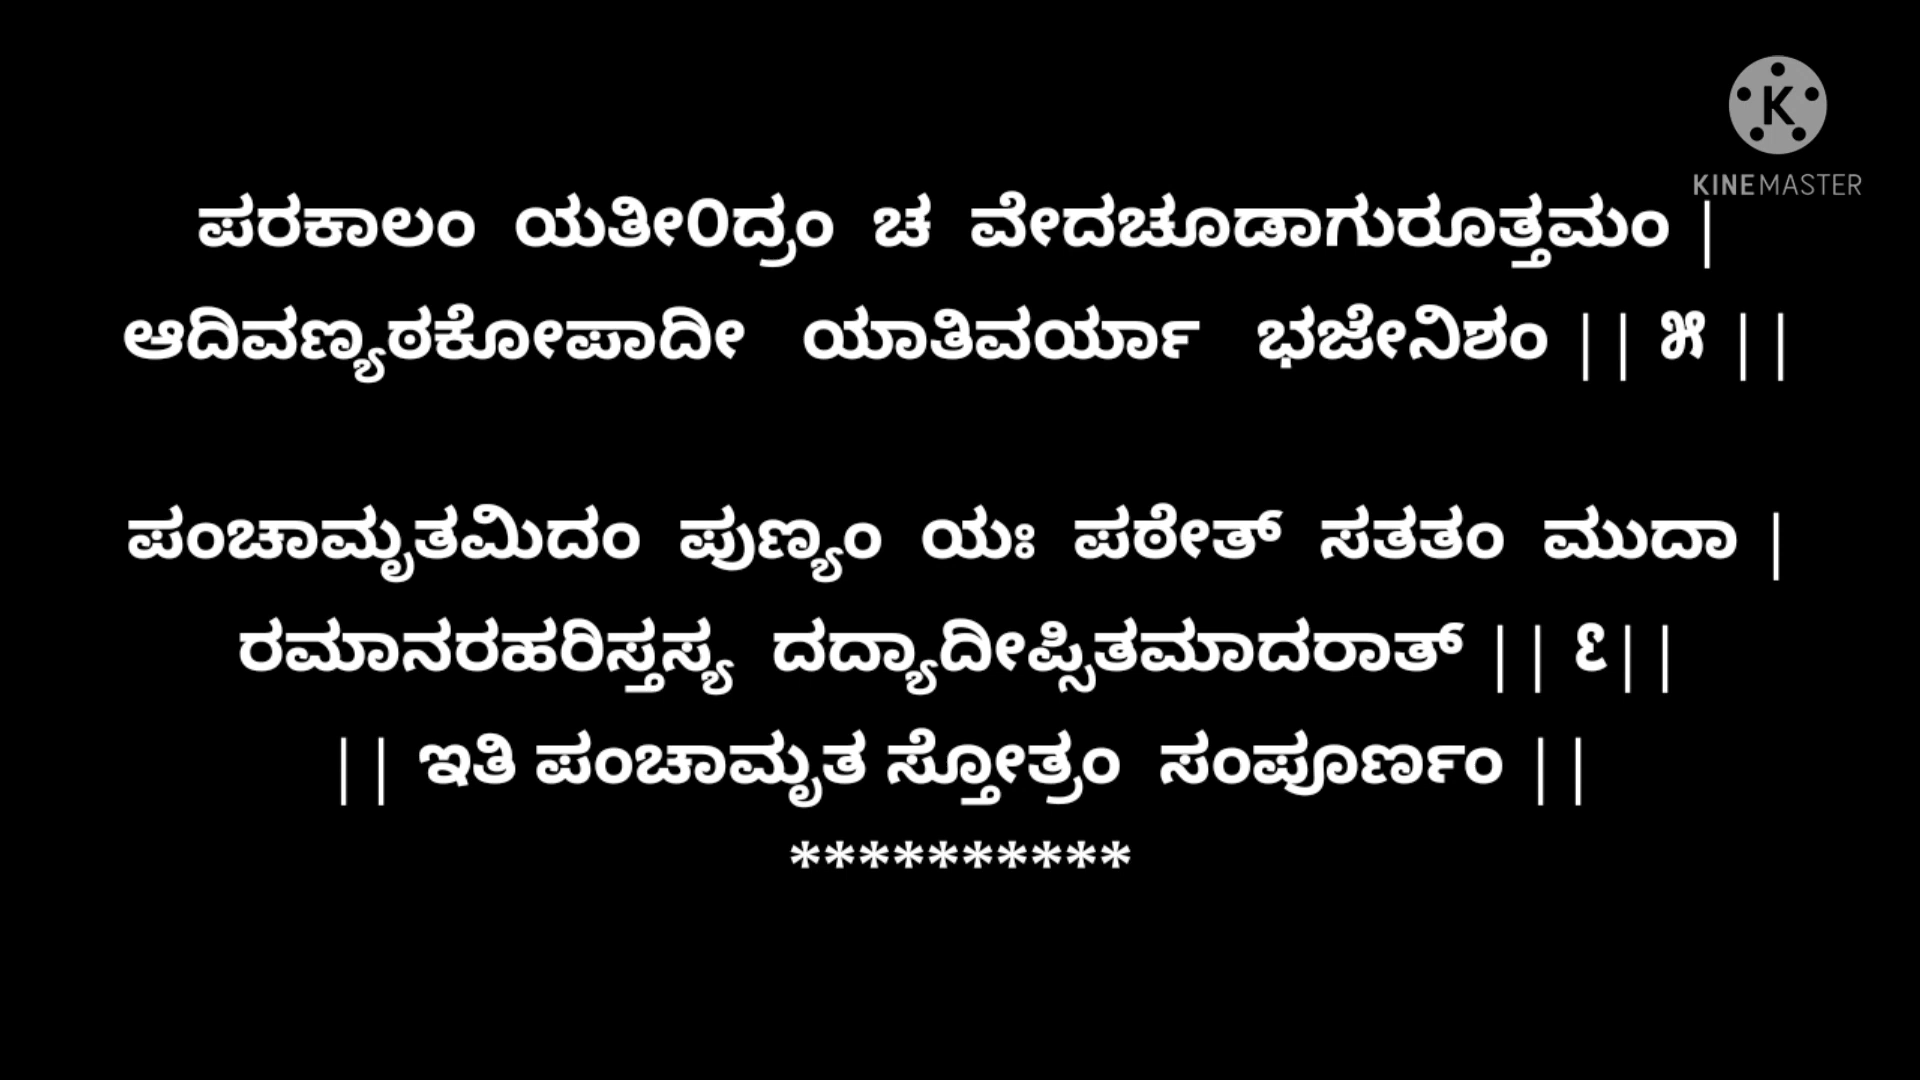 KINEMASTER
ಪರಕಾಲಂ ಯತೀ೦ದ್ರಂ ಚ ವೇದಚೂಡಾಗುರೂತ್ತಮಂ |
ಆದಿವಣ್ಯಠಕೋಪಾದೀ ಯಾತಿವರ್ಯಾ ಭಜೇನಿಶಂ || ೫ ||
ಪಂಚಾಮೃತಮಿದಂ ಪುಣ್ಯಂ ಯಃ ಪಠೇತ್ ಸತತಂ ಮುದಾ |
ರಮಾನರಹರಿಸ್ತಸ್ಯ ದದ್ಯಾದೀಪ್ಸಿತಮಾದರಾತ್ || ೬||
|| ಇತಿ ಪಂಚಾಮೃತ ಸ್ತೋತ್ರಂ ಸಂಪೂರ್ಣಂ ||
**********